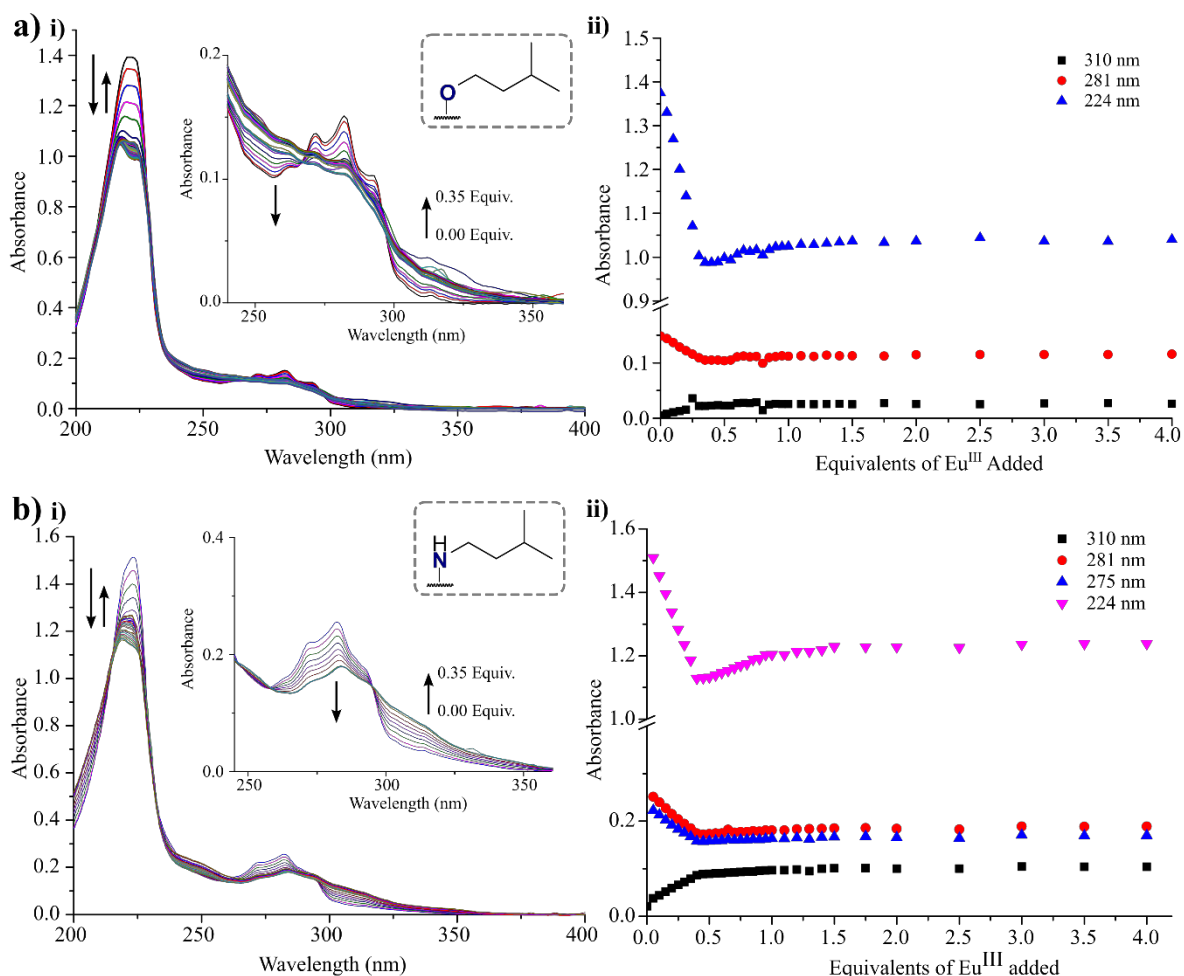 a) i)
1.4
1.2
1.0
0.8
0.6
0.4
0.2
0.0
Absorbance
200 250 300 350 400
Wavelength (nm)
0.2
0.1
0.0
Absorbance
250 300 350
Wavelength (nm)
0.35 Equiv.
0.00 Equiv.
O
ii)
1.5
1.4
1.3
1.2
1.1
1.0
0.9
0.1
0.0
Absorbance
310 nm
281 nm
224 nm
0.0 0.5 1.0 1.5 2.0 2.5 3.0 3.5 4.0
Equivalents of Eu^III Added
b) i)
1.6
1.4
1.2
1.0
0.8
0.6
0.4
0.2
0.0
Absorbance
200 250 300 350 400
Wavelength (nm)
0.4
0.2
0.0
Absorbance
250 300 350
Wavelength (nm)
0.35 Equiv.
0.00 Equiv.
H
N
ii)
1.6
1.4
1.2
1.0
0.2
0.0
Absorbance
310 nm
281 nm
275 nm
224 nm
0.0 0.5 1.0 1.5 2.0 2.5 3.0 3.5 4.0
Equivalents of Eu^III added